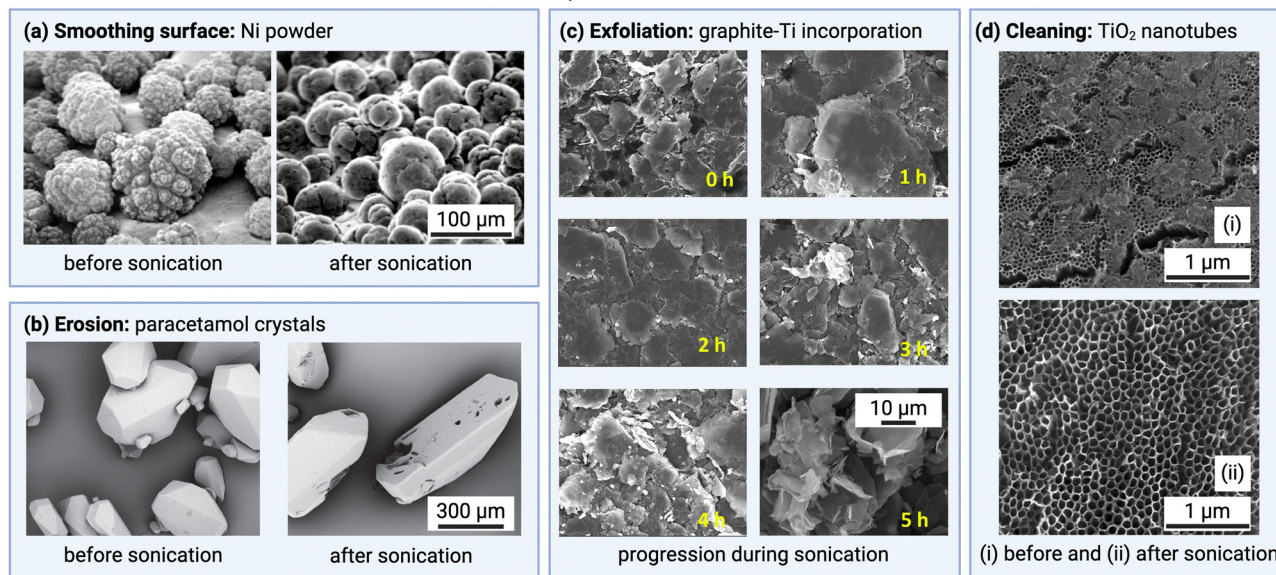 (a) Smoothing surface: Ni powder
100 µm
before sonication
after sonication
(b) Erosion: paracetamol crystals
300 µm
before sonication
after sonication
(c) Exfoliation: graphite-Ti incorporation
0 h
1 h
2 h
3 h
4 h
10 µm
5 h
progression during sonication
(d) Cleaning: TiO₂ nanotubes
(i)
1 µm
(ii)
1 µm
(i) before and (ii) after sonication